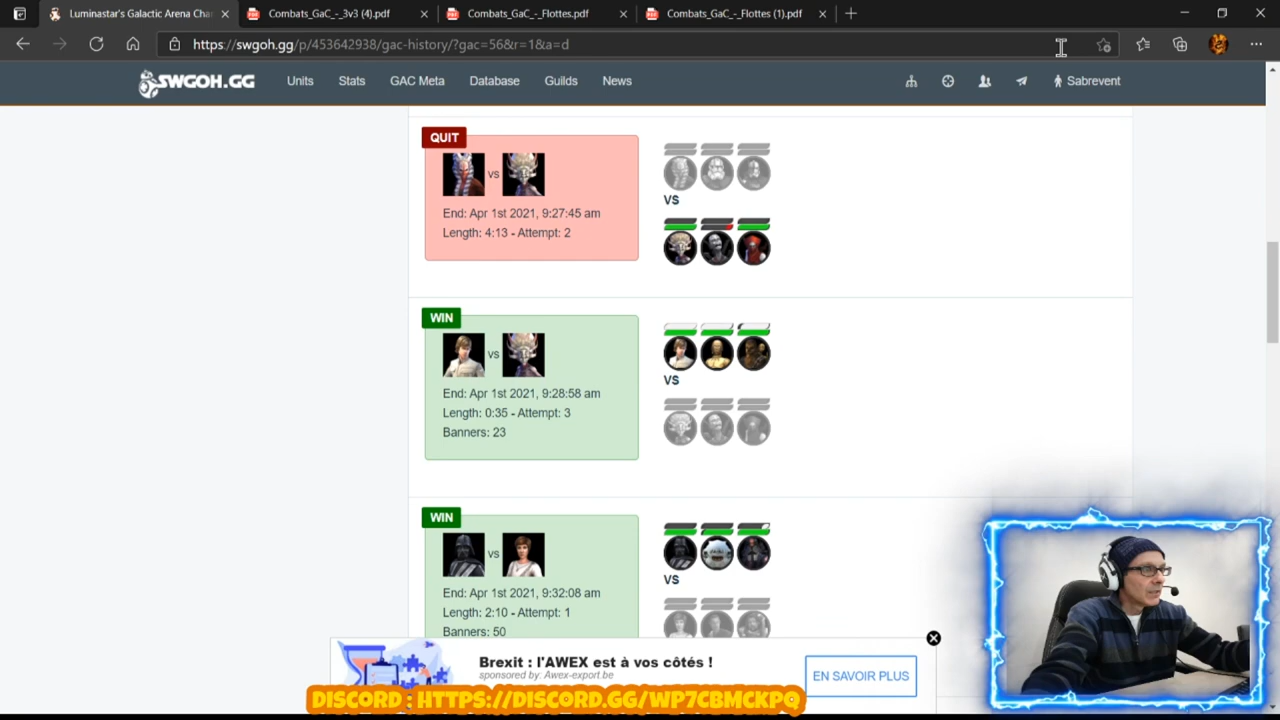 Luminastar's Galactic Arena Cha
Combats_GaC_-_3v3 (4).pdf
Combats_GaC_-_Flottes.pdf
Combats_GaC_-_Flottes (1).pdf
https://swgoh.gg/p/453642938/gac-history/?gac=56&r=1&a=d
SWGOH.GG
Units
Stats
GAC Meta
Database
Guilds
News
Sabrevent
QUIT
vs
End: Apr 1st 2021, 9:27:45 am
Length: 4:13 - Attempt: 2
VS
WIN
vs
End: Apr 1st 2021, 9:28:58 am
Length: 0:35 - Attempt: 3
Banners: 23
VS
WIN
vs
End: Apr 1st 2021, 9:32:08 am
Length: 2:10 - Attempt: 1
Banners: 50
VS
Brexit : l'AWEX est à vos côtés !
sponsored by: Awex-export.be
EN SAVOIR PLUS
DISCORD : HTTPS://DISCORD.GG/WP7CBMCKPQ